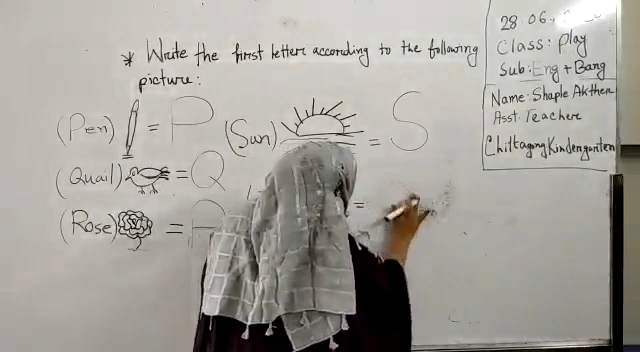 * Write the first letters according to the following
picture:
(Pen) = P
(Sun) = S
(Quail) = Q
=
(Rose) = R
28 06
Class: Play
Sub: Eng + Bang
Name: Shaple Akther
Asst. Teacher
Chittagong Kindergarten